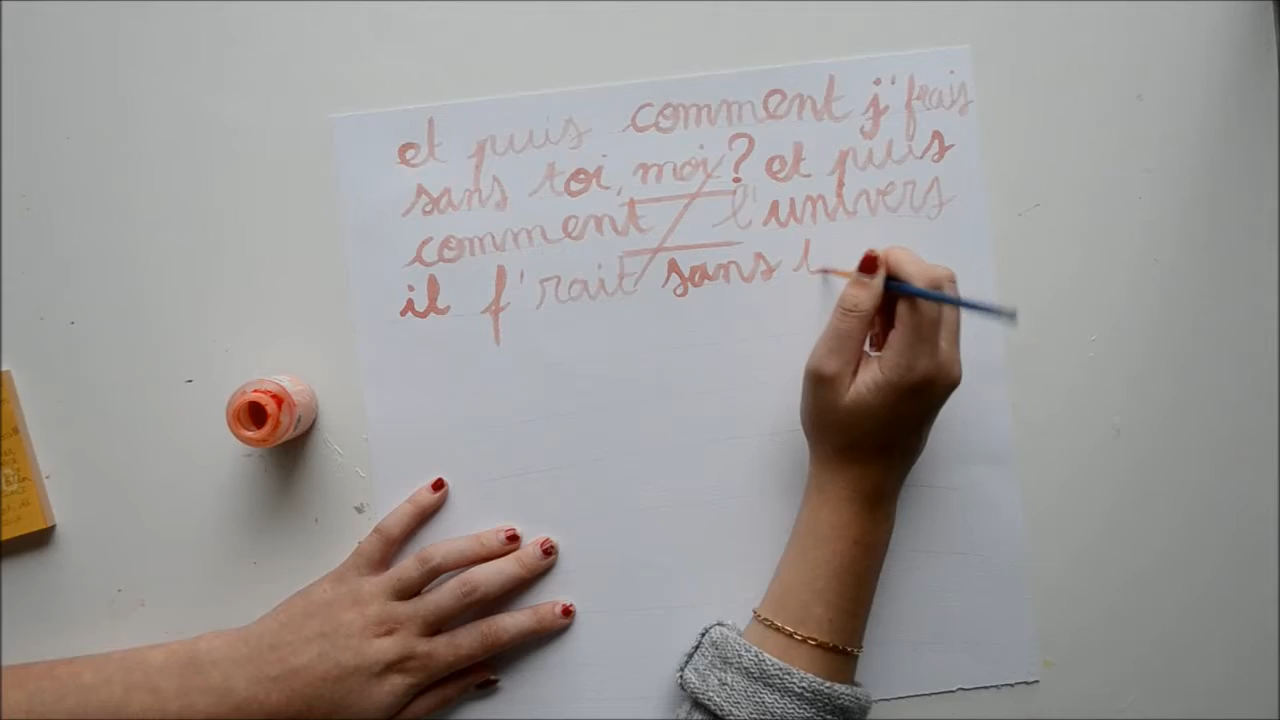 et puis comment j'frais
sans toi, moi? et puis
comment l'univers
il f'rait sans l